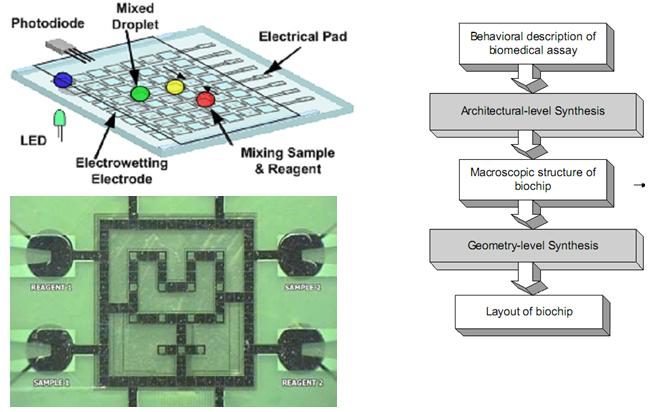 Photodiode
Mixed
Droplet
Electrical Pad
LED
Electrowetting
Electrode
Mixing Sample
& Reagent
REAGENT 1
SAMPLE 2
SAMPLE 1
REAGENT 2
Behavioral description of
biomedical assay
Architectural-level Synthesis
Macroscopic structure of
biochip
Geometry-level Synthesis
Layout of biochip